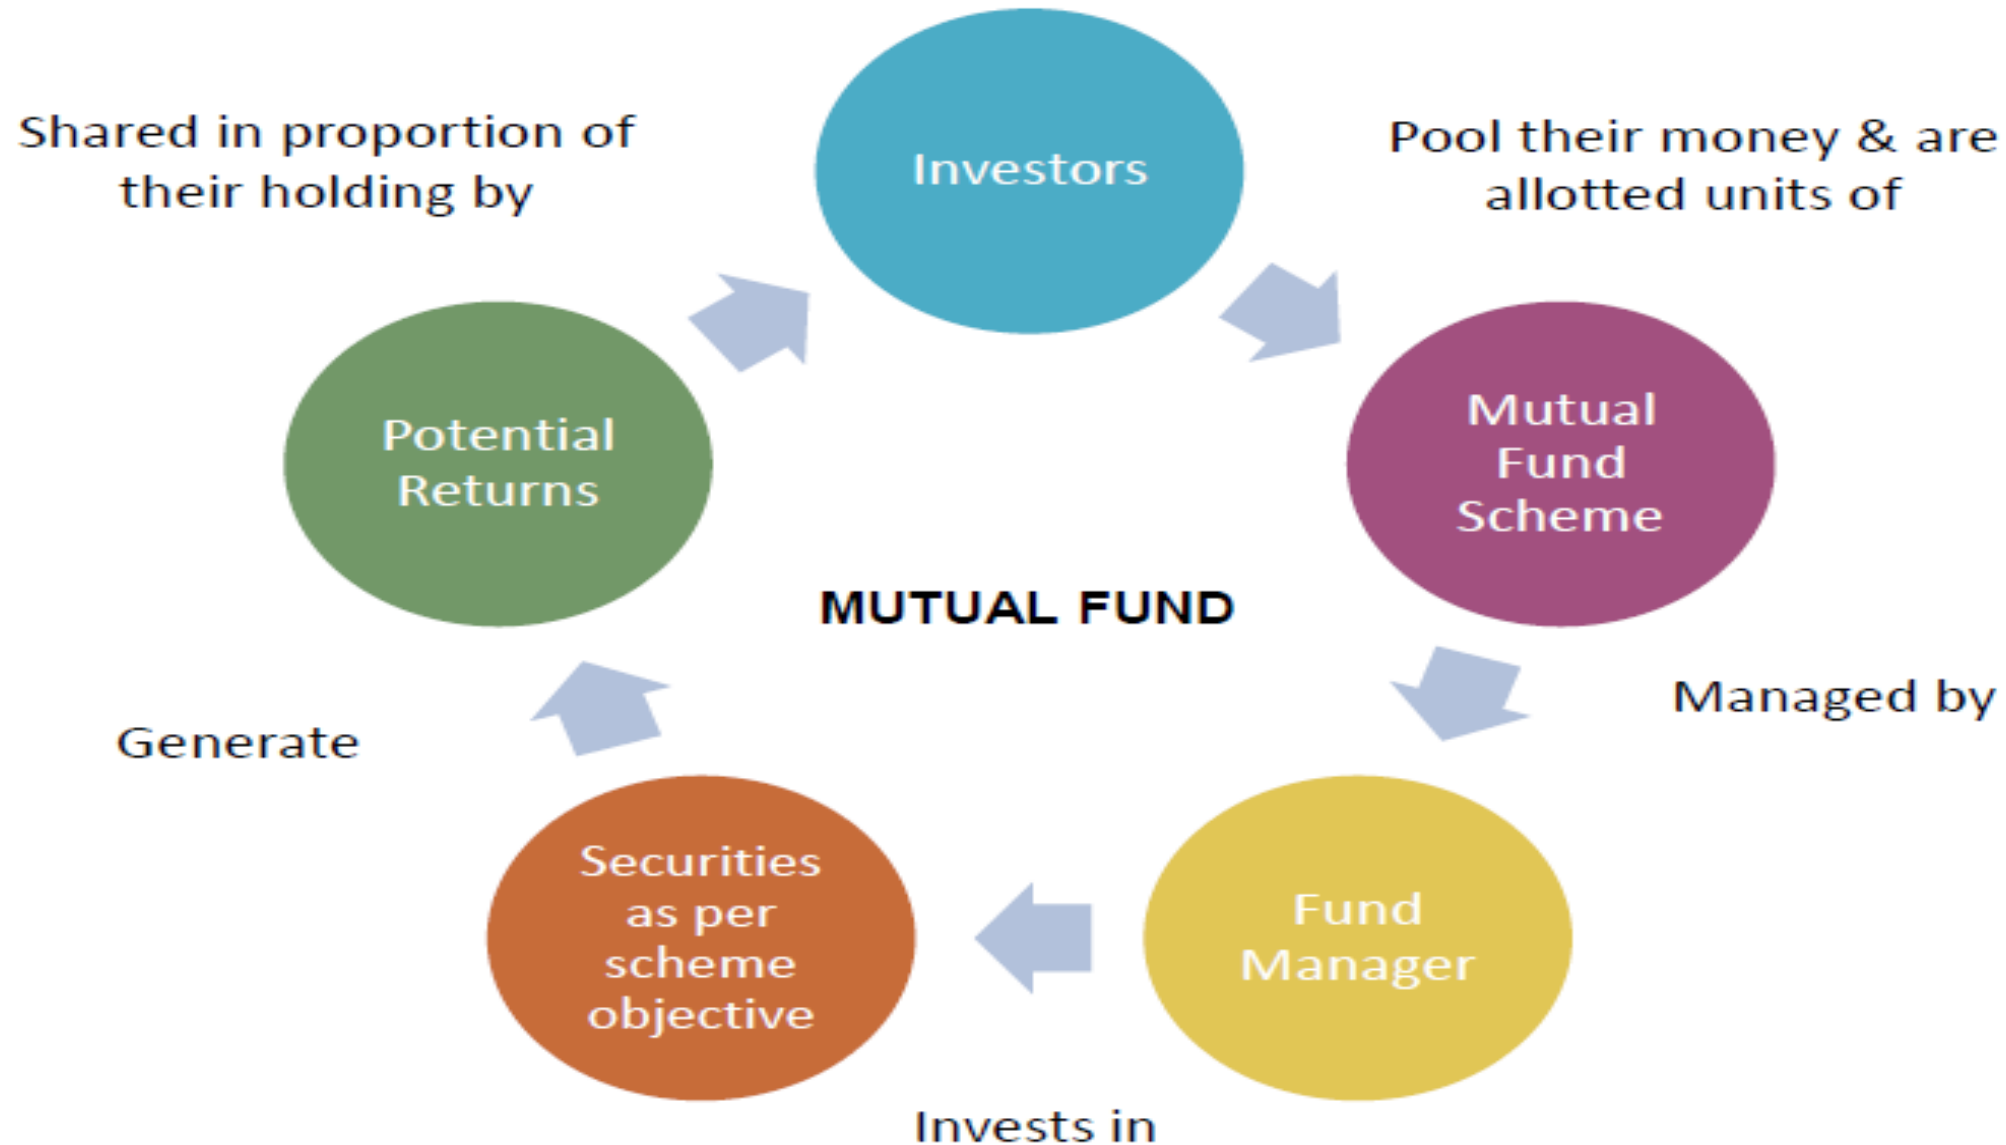 Investors
Pool their money & are
allotted units of
Mutual
Fund
Scheme
Managed by
Fund
Manager
Invests in
Securities
as per
scheme
objective
Generate
Potential
Returns
Shared in proportion of
their holding by
MUTUAL FUND